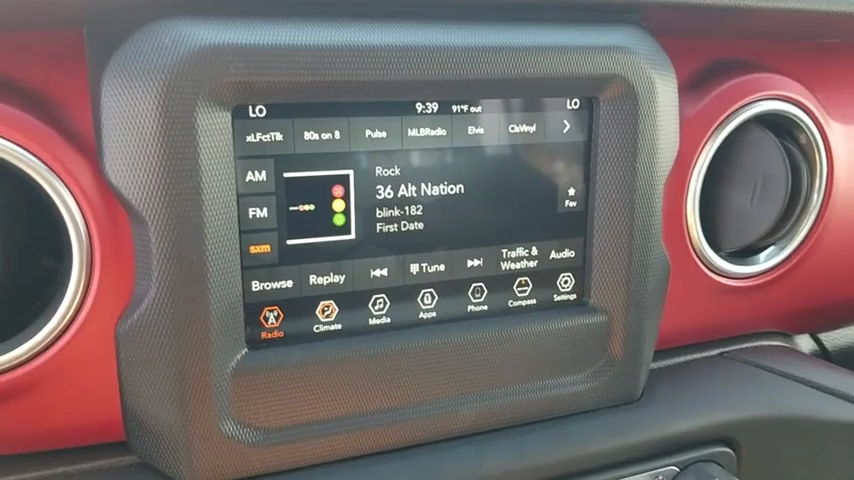 LO 9:39 91°F out LO
xLFctTlk 80s on 8 Pulse MLBRadio Elvis ClsVinyl
AM
Rock
36 Alt Nation
Fav
FM
blink-182
First Date
sxm
Browse Replay Tune Traffic & Weather Audio
Radio Climate Media Apps Phone Compass Settings